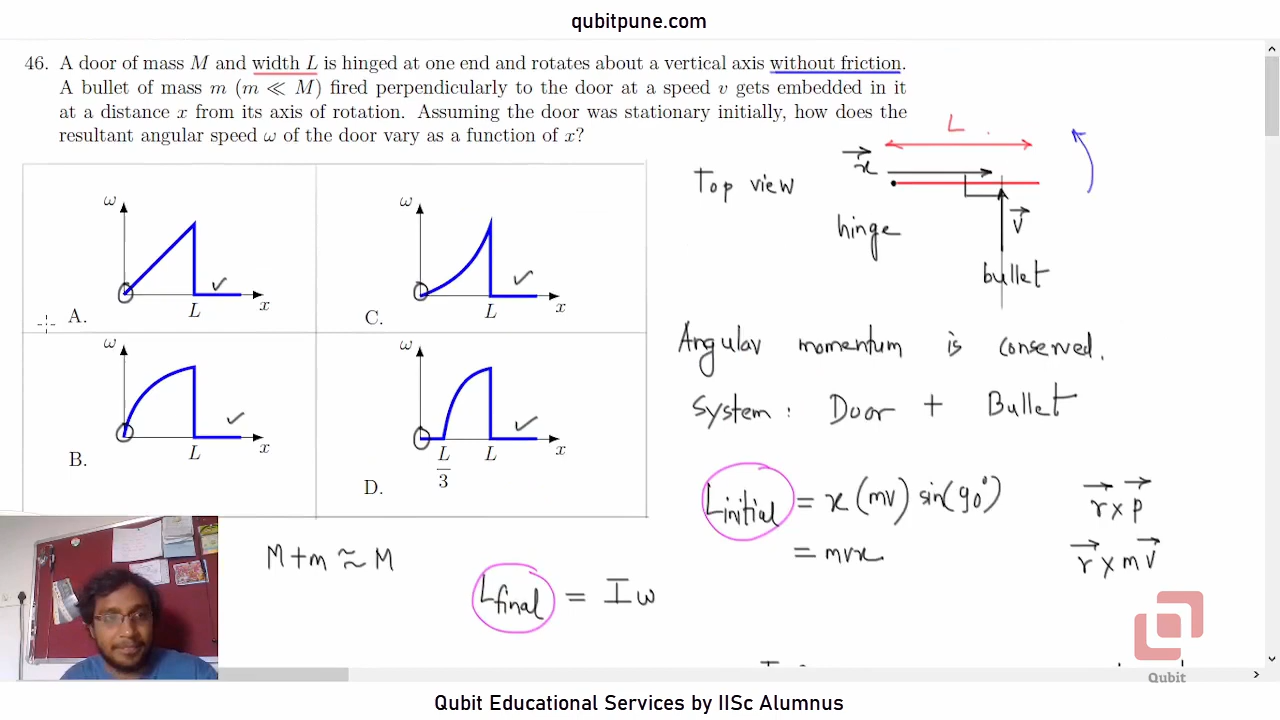 qubitpune.com
46. A door of mass M and width L is hinged at one end and rotates about a vertical axis without friction.
A bullet of mass m (m ≪ M) fired perpendicularly to the door at a speed v gets embedded in it
at a distance x from its axis of rotation. Assuming the door was stationary initially, how does the
resultant angular speed ω of the door vary as a function of x?
ω
L
x
A.
ω
L
x
C.
ω
L
x
B.
ω
L/3
L
x
D.
L
x
Top view
hinge
v
bullet
Angular momentum is conserved.
System: Door + Bullet
Linitial = x (mv) sin(90°)
= mvx
r × p
r × mv
M+m ≈ M
Lfinal = I ω
Qubit
Qubit Educational Services by IISc Alumnus